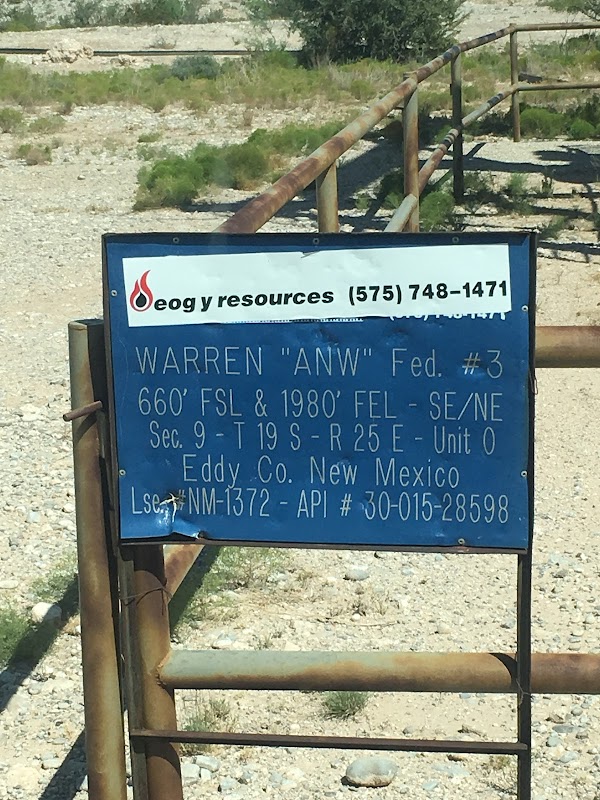 eog y resources (575) 748-1471
WARREN "ANW" Fed. #3
660' FSL & 1980' FEL - SE/NE
Sec. 9 - T 19 S - R 25 E - Unit O
Eddy Co. New Mexico
Lse. #NM-1372 - API # 30-015-28598